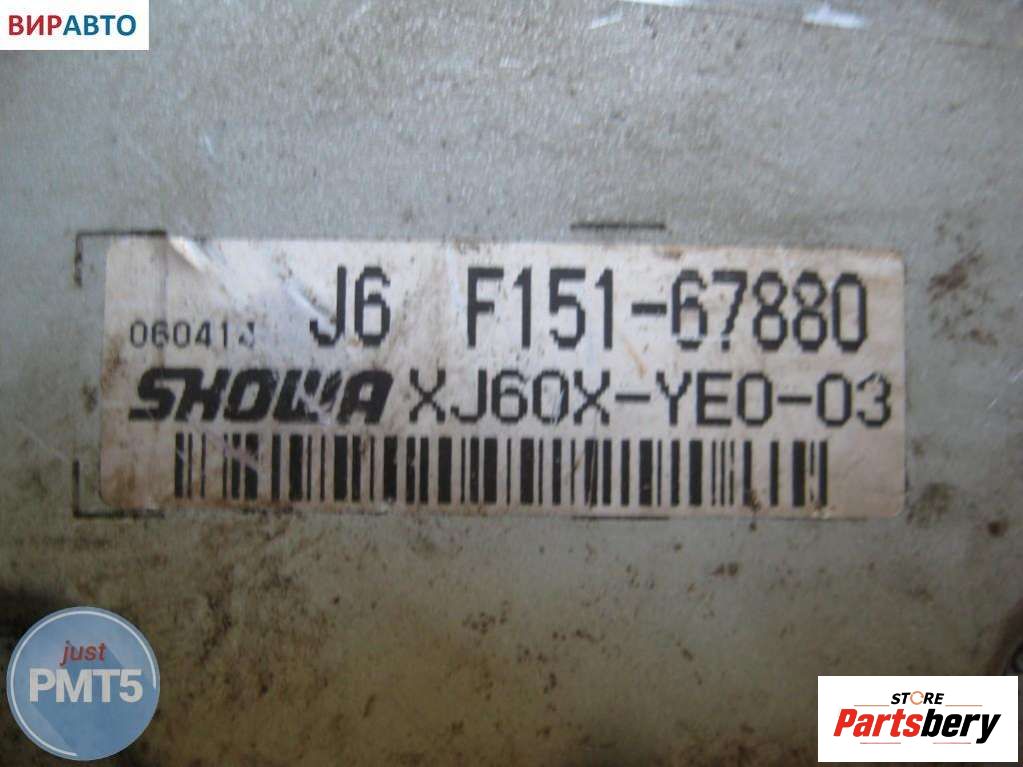 ВИРАВТО
J6 F151-67880
SHOWA XJ60X-YE0-03
just
PMT5
STORE
Partsbery